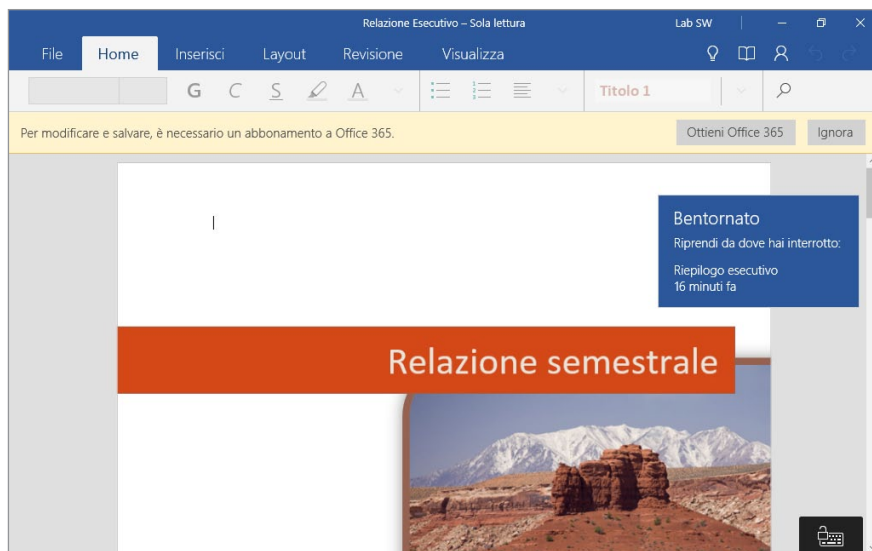 Relazione Esecutivo – Sola lettura
Lab SW
File Home Inserisci Layout Revisione Visualizza
G C S A Titolo 1
Per modificare e salvare, è necessario un abbonamento a Office 365.
Ottieni Office 365 Ignora
Bentornato
Riprendi da dove hai interrotto:
Riepilogo esecutivo
16 minuti fa
Relazione semestrale